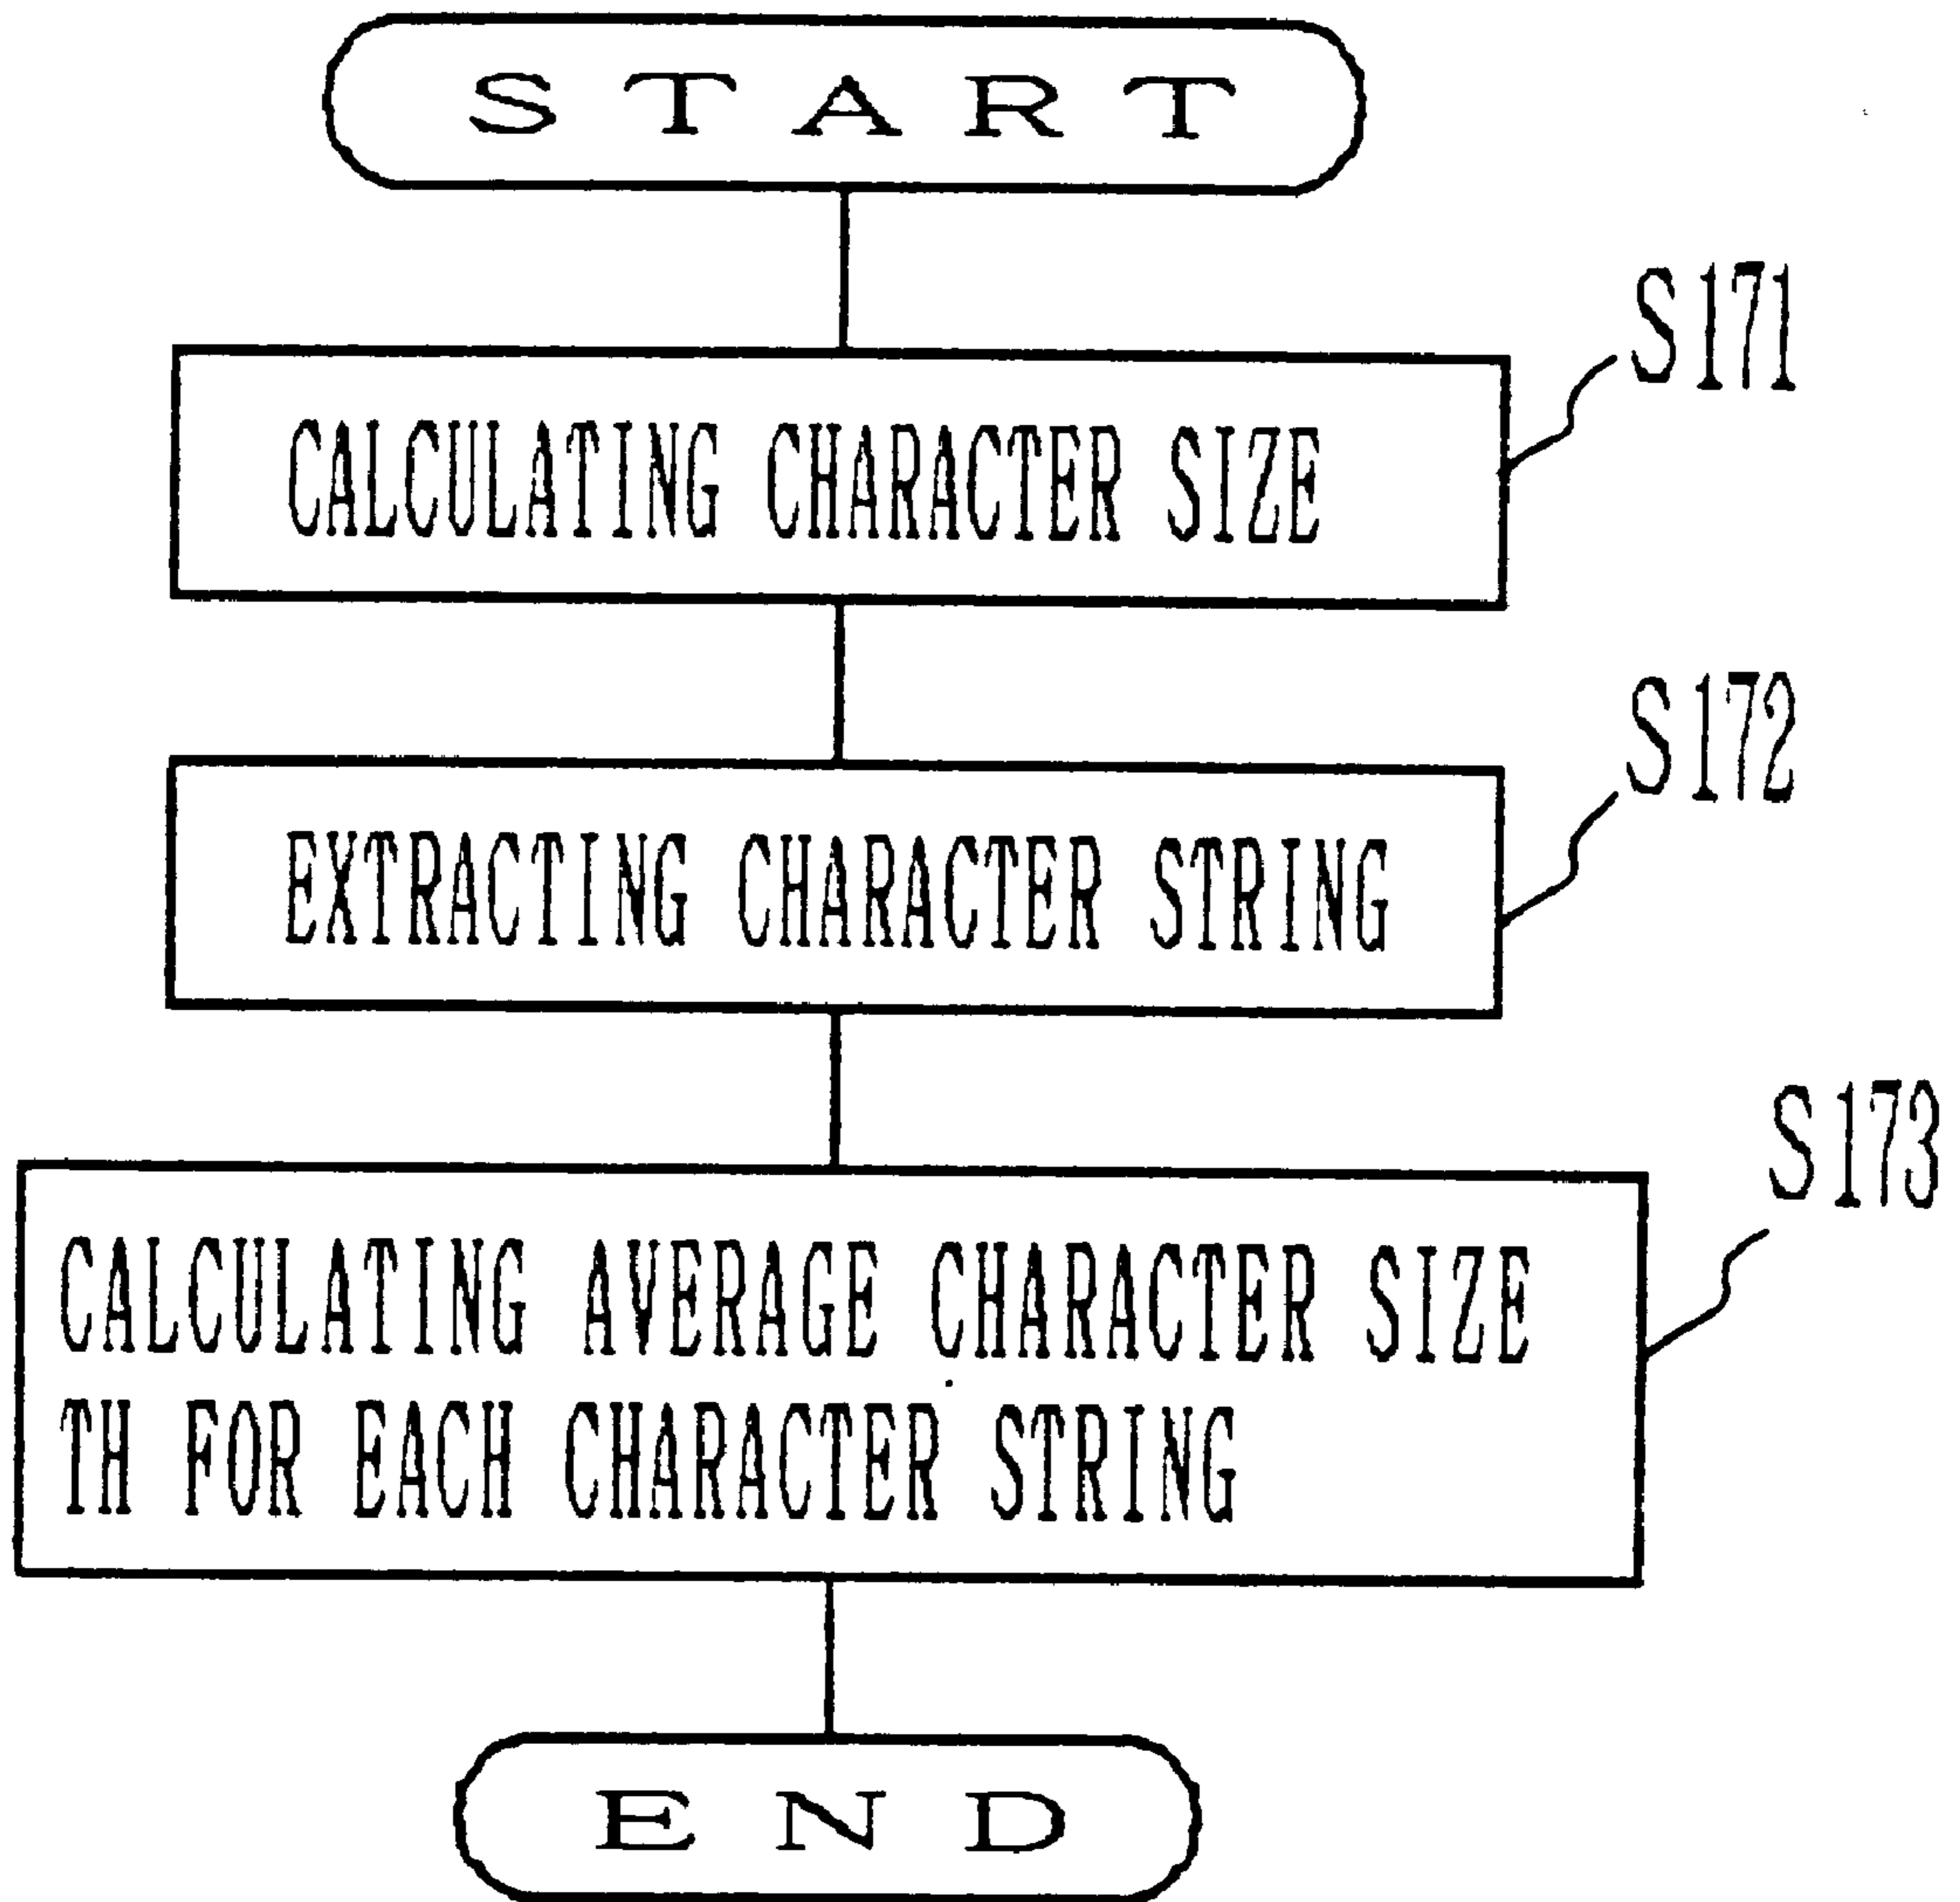 START
S171
CALCULATING CHARACTER SIZE
S172
EXTRACTING CHARACTER STRING
S173
CALCULATING AVERAGE CHARACTER SIZE
TH FOR EACH CHARACTER STRING
END